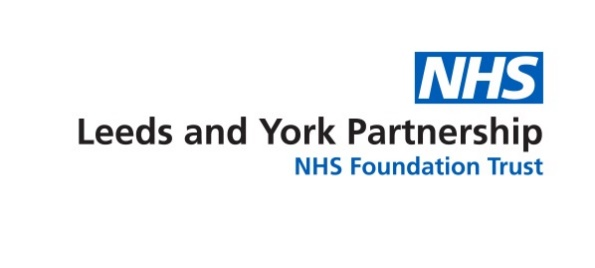 NHS
Leeds and York Partnership
NHS Foundation Trust